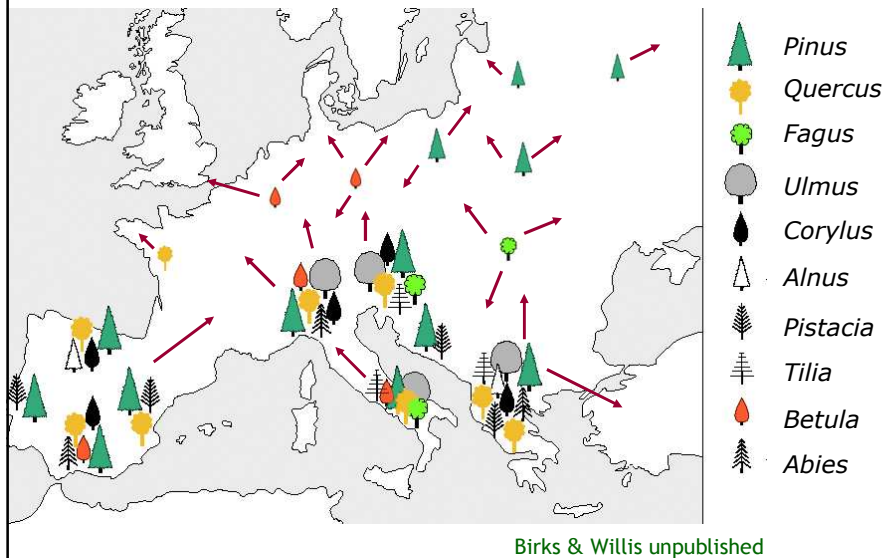 Pinus
Quercus
Fagus
Ulmus
Corylus
Alnus
Pistacia
Tilia
Betula
Abies
Birks & Willis unpublished